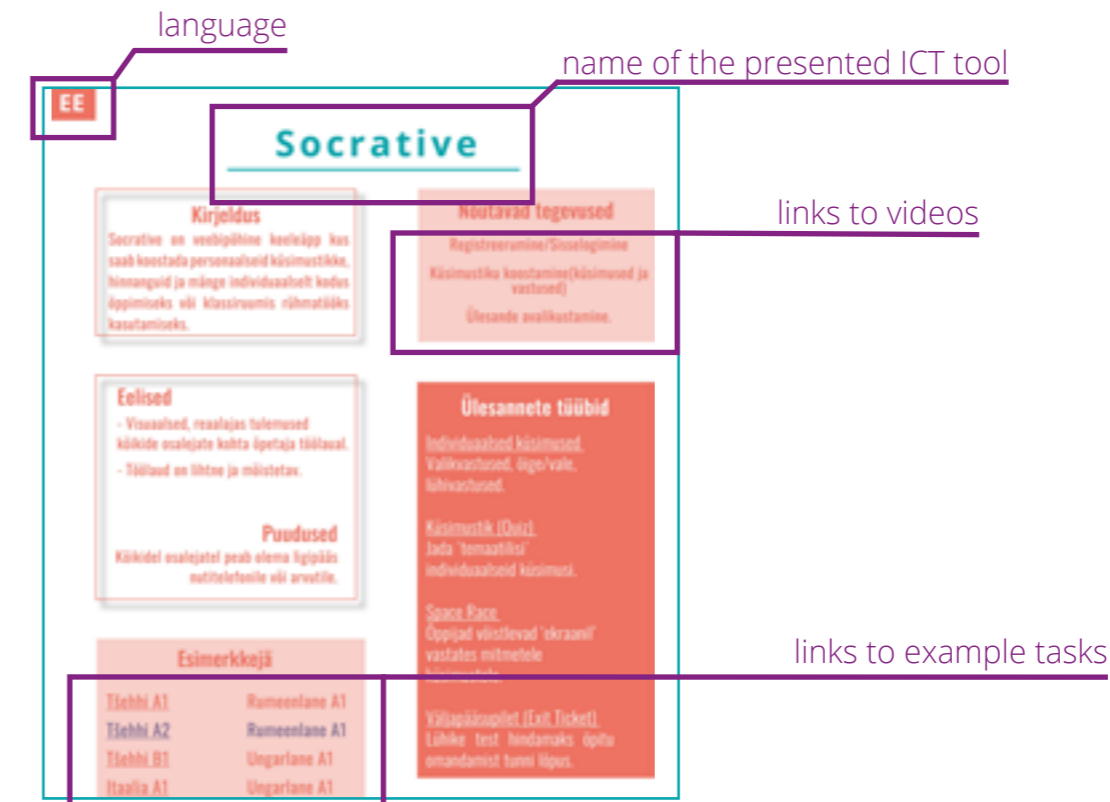 language
name of the presented ICT tool
EE
Socrative
links to videos
Kirjeldus
Socrative on veebipõhine keeleäpp kus
saab koostada personaalseid küsimustikke,
hinnanguid ja mänge individuaalselt kodus
õppimiseks või klassiruumis rühmatööks
kasutamiseks.
Nõutavad tegevused
Registreerumine/Sisselogimine
Küsimustiku koostamine(küsimused ja
vastused)
Ülesande avalikustamine.
Eelised
- Visuaalsed, reaalajas tulemused
kõikide osalejate kohta õpetaja töölaual.
- Töölaud on lihtne ja mõistetav.
Puudused
Kõikidel osalejatel peab olema ligipääs
nutitelefonile või arvutile.
Ülesannete tüübid
Individuaalsed küsimused
Valikvastused, õige/vale,
lühivastused.
Küsimustik (Quiz)
Jada 'temaatilisi'
individuaalseid küsimusi.
Space Race
Õppijad võistlevad 'ekraanil'
vastates mitmetele
küsimustele.
Väljapääsupilet (Exit Ticket)
Lühike test hindamaks õpitu
omandamist tunni lõpus.
links to example tasks
Esimerkkejä
Tšehhi A1 Rumeenlane A1
Tšehhi A2 Rumeenlane A1
Tšehhi B1 Ungarlane A1
Itaalia A1 Ungarlane A1